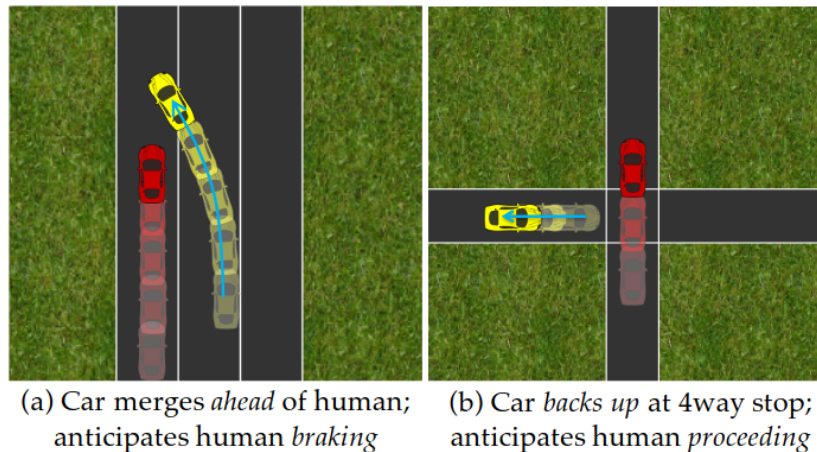 (a) Car merges ahead of human;
anticipates human braking
(b) Car backs up at 4way stop;
anticipates human proceeding